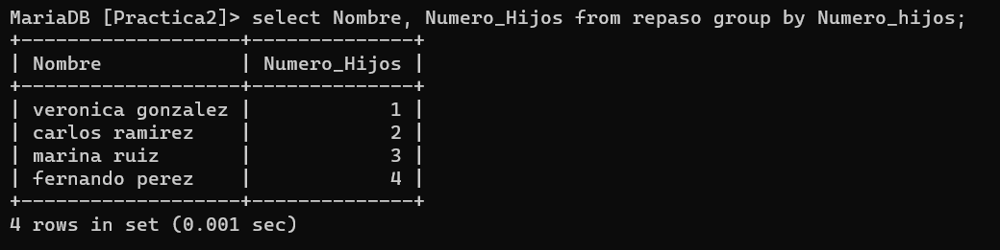 MariaDB [Practica2]> select Nombre, Numero_Hijos from repaso group by Numero_hijos;
+-------------------+--------------+
| Nombre            | Numero_Hijos |
+-------------------+--------------+
| veronica gonzalez |            1 |
| carlos ramirez    |            2 |
| marina ruiz       |            3 |
| fernando perez    |            4 |
+-------------------+--------------+
4 rows in set (0.001 sec)